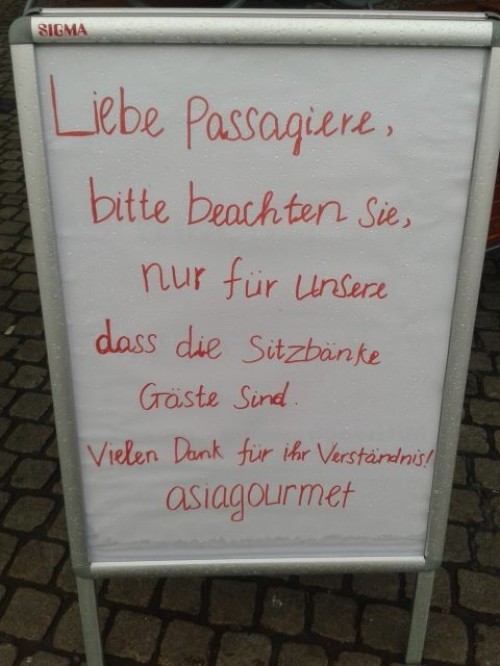 SIGMA
Liebe Passagiere,
bitte beachten Sie,
nur für unsere
dass die Sitzbänke
Gäste Sind.
Vielen Dank für ihr Verständnis!
asiagourmet